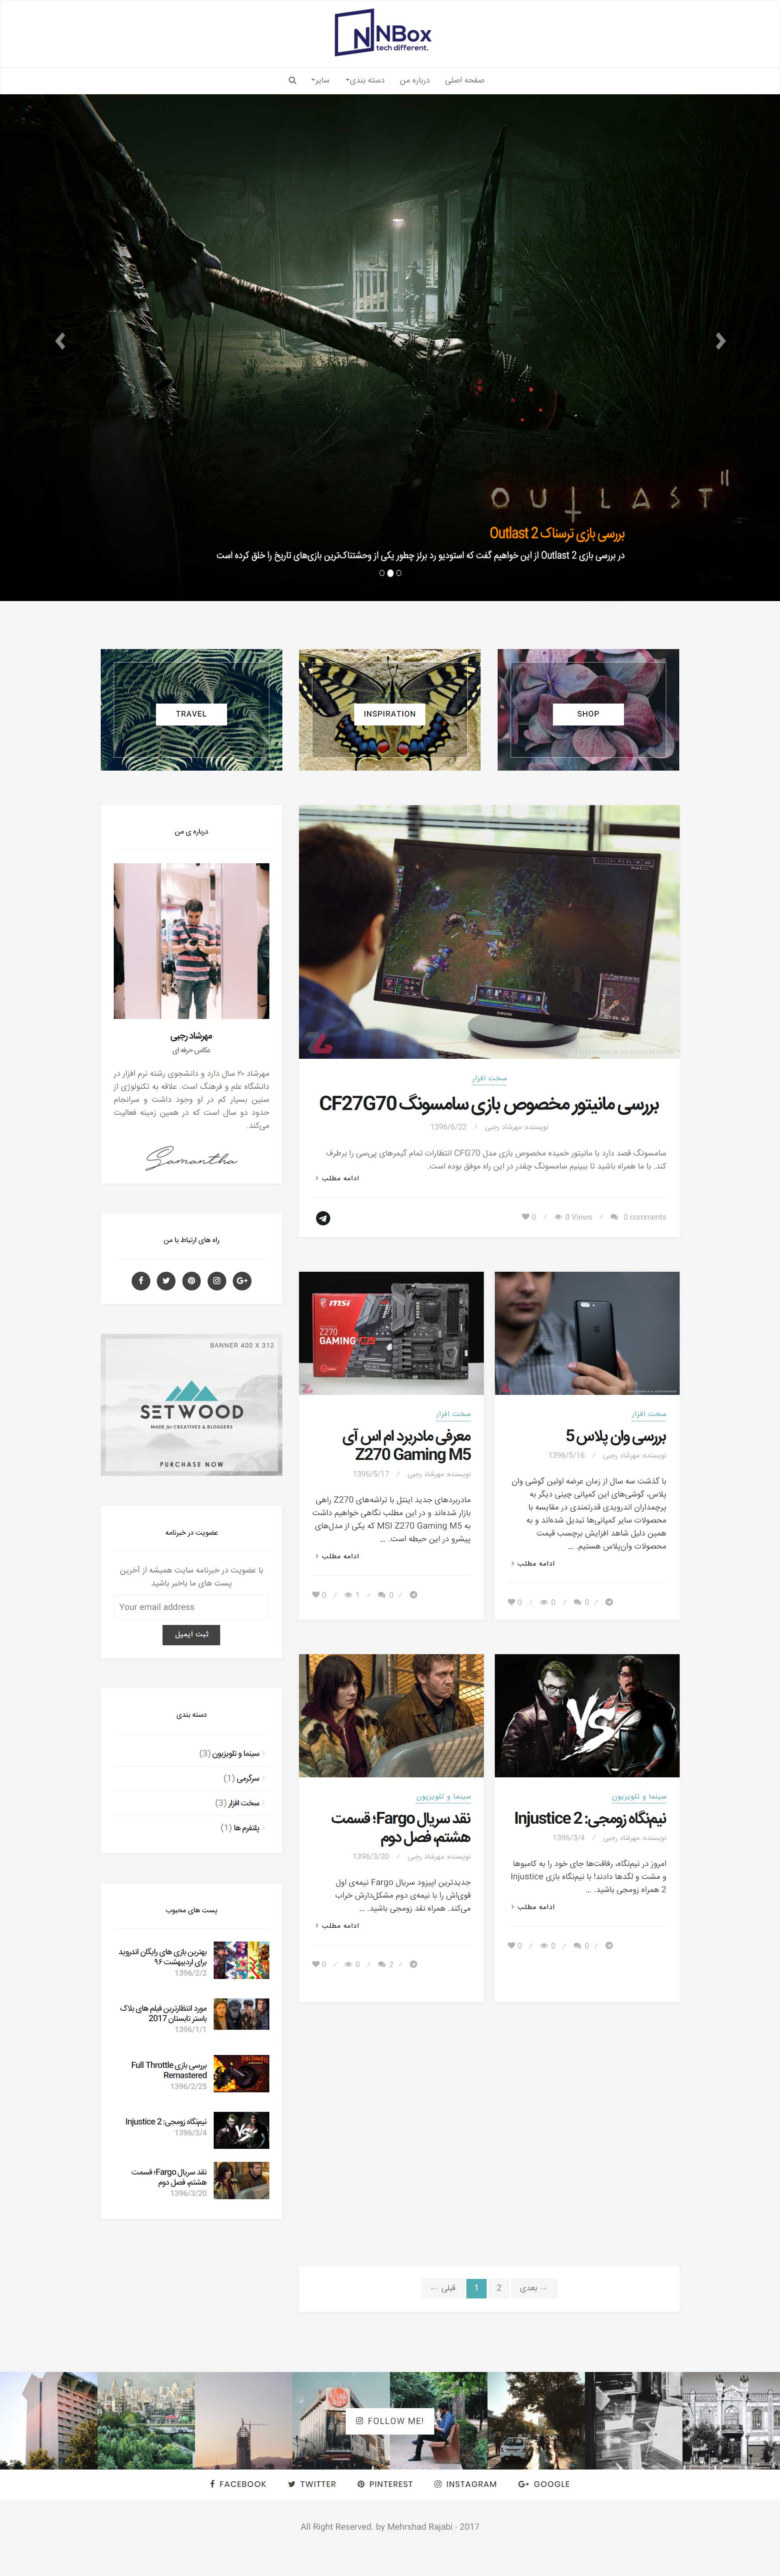 NNBox
tech different.
صفحه اصلی
درباره من
دسته بندی
سایر
OUTLAST II
بررسی بازی ترسناک Outlast 2
در بررسی بازی Outlast 2 از این خواهیم گفت که استودیو رد برلز چطور یکی از وحشتناک‌ترین بازی‌های تاریخ را خلق کرده است
TRAVEL
INSPIRATION
SHOP
SAMSUNG
سخت افزار
بررسی مانیتور مخصوص بازی سامسونگ CF27G70
نویسنده: مهرشاد رجبی / 1396/6/22
سامسونگ قصد دارد با مانیتور خمیده مخصوص بازی مدل CFG70 انتظارات تمام گیمرهای پی‌سی را برطرف
کند. با ما همراه باشید تا ببینیم سامسونگ چقدر در این راه موفق بوده است.
ادامه مطلب
0 / 0 Views / 0 comments
سخت افزار
بررسی وان پلاس 5
نویسنده: مهرشاد رجبی / 1396/5/16
با گذشت سه سال از زمان عرضه اولین گوشی وان
پلاس، گوشی‌های این کمپانی چینی دیگر به
پرچمداران اندرویدی قدرتمندی در مقایسه با
محصولات سایر کمپانی‌ها تبدیل شده‌اند و به
همین دلیل شاهد افزایش برچسب قیمت
محصولات وان‌پلاس هستیم. ...
ادامه مطلب
0 / 0 / 0 /
msi
Z270
GAMING M5
سخت افزار
معرفی مادربرد ام اس آی
Z270 Gaming M5
نویسنده: مهرشاد رجبی / 1396/5/17
مادربردهای جدید اینتل با تراشه‌های Z270 راهی
بازار شده‌اند و در این مطلب نگاهی خواهیم داشت
به MSI Z270 Gaming M5 که یکی از مدل‌های
پیشرو در این حیطه است. ...
ادامه مطلب
0 / 1 / 0 /
VS
سینما و تلویزیون
نیم‌نگاه زومجی: Injustice 2
نویسنده: مهرشاد رجبی / 1396/3/4
امروز در نیم‌نگاه، رفاقت‌ها جای خود را به کامبوها
و مشت و لگدها دادند! با نیم‌نگاه بازی Injustice
2 همراه زومجی باشید. ...
ادامه مطلب
0 / 0 / 0 /
سینما و تلویزیون
نقد سریال Fargo؛ قسمت
هشتم، فصل دوم
نویسنده: مهرشاد رجبی / 1396/3/20
جدیدترین اپیزود سریال Fargo نیمه‌ی اول
قوی‌اش را با نیمه‌ی دوم مشکل‌دارش خراب
می‌کند. همراه نقد زومجی باشید. ...
ادامه مطلب
0 / 0 / 2 /
درباره ی من
مهرشاد رجبی
عکاس حرفه ای
مهرشاد ۲۰ سال دارد و دانشجوی رشته نرم افزار در
دانشگاه علم و فرهنگ است. علاقه به تکنولوژی از
سنین بسیار کم در او وجود داشت و سرانجام
حدود دو سال است که در همین زمینه فعالیت
می‌کند.
Samantha
راه های ارتباط با من
BANNER 400 X 312
SETWOOD
MADE for CREATIVES & BLOGGERS
PURCHASE NOW
عضویت در خبرنامه
با عضویت در خبرنامه سایت همیشه از آخرین
پست های ما باخبر باشید
Your email address
ثبت ایمیل
دسته بندی
سینما و تلویزیون (3)
سرگرمی (1)
سخت افزار (3)
پلتفرم ها (1)
پست های محبوب
بهترین بازی های رایگان اندروید
برای اردیبهشت ۹۶
1396/2/2
مورد انتظارترین فیلم های بلاک
باستر تابستان 2017
1396/1/1
بررسی بازی Full Throttle
Remastered
1396/2/25
نیم‌نگاه زومجی: Injustice 2
1396/3/4
نقد سریال Fargo؛ قسمت
هشتم، فصل دوم
1396/3/20
← قبلی 1 2 بعدی →
FOLLOW ME!
FACEBOOK TWITTER PINTEREST INSTAGRAM GOOGLE
All Right Reserved. by Mehrshad Rajabi - 2017